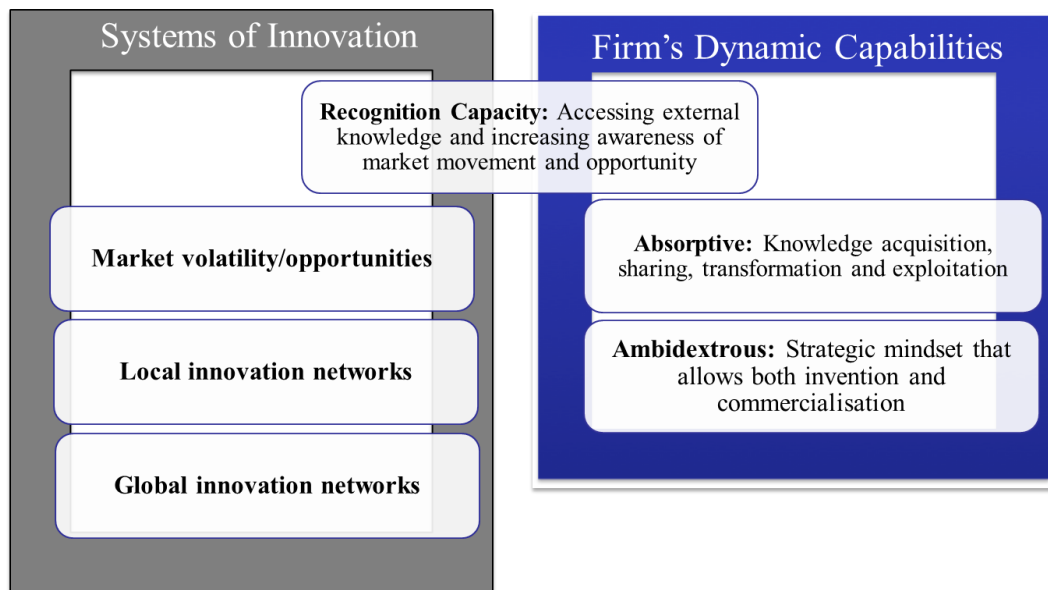 Systems of Innovation
Firm's Dynamic Capabilities
Recognition Capacity: Accessing external
knowledge and increasing awareness of
market movement and opportunity
Market volatility/opportunities
Local innovation networks
Global innovation networks
Absorptive: Knowledge acquisition,
sharing, transformation and exploitation
Ambidextrous: Strategic mindset that
allows both invention and
commercialisation